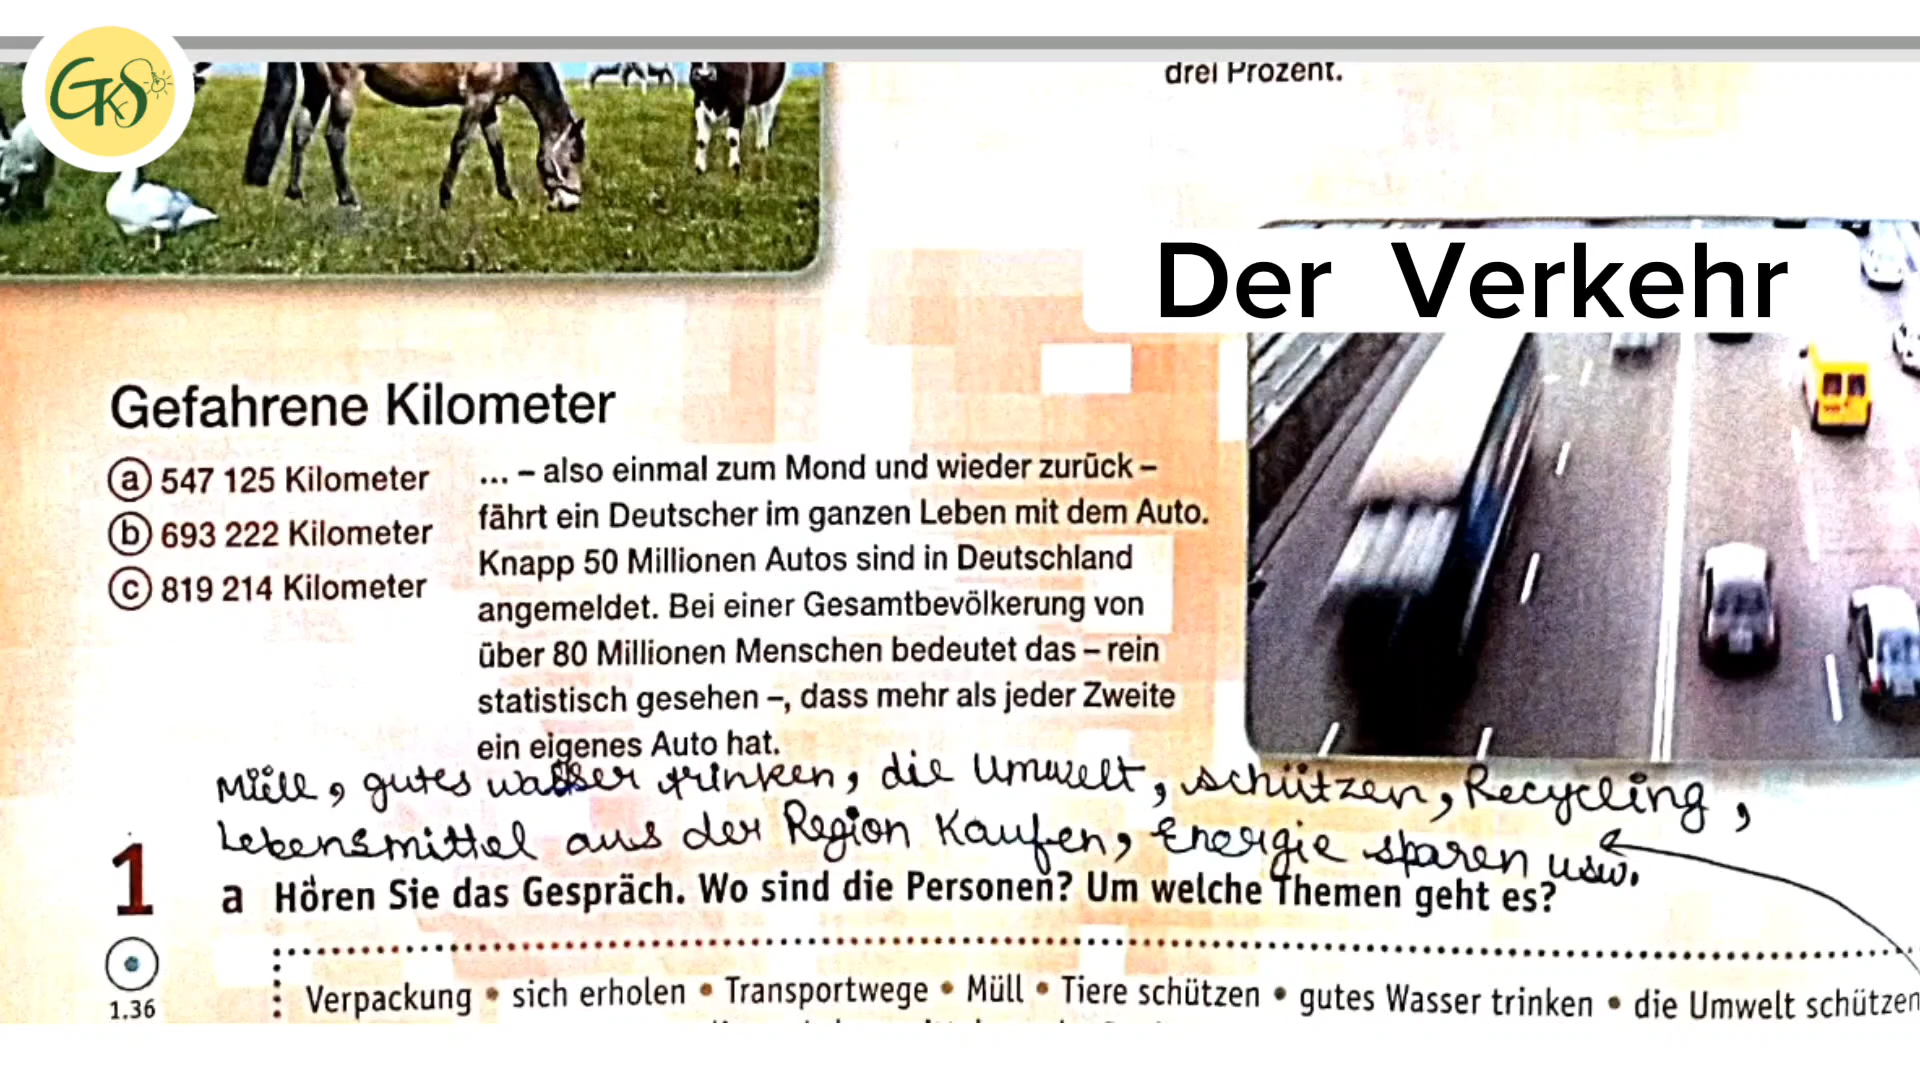 GKS
drei Prozent.
Der Verkehr
Gefahrene Kilometer
a 547 125 Kilometer
b 693 222 Kilometer
c 819 214 Kilometer
... – also einmal zum Mond und wieder zurück –
fährt ein Deutscher im ganzen Leben mit dem Auto.
Knapp 50 Millionen Autos sind in Deutschland
angemeldet. Bei einer Gesamtbevölkerung von
über 80 Millionen Menschen bedeutet das – rein
statistisch gesehen –, dass mehr als jeder Zweite
ein eigenes Auto hat.
Müll, gutes wasser trinken, die Umwelt, schützen, Recycling,
Lebensmittel aus der Region Kaufen, Energie sparen usw.
1
a Hören Sie das Gespräch. Wo sind die Personen? Um welche Themen geht es?
1.36
Verpackung • sich erholen • Transportwege • Müll • Tiere schützen • gutes Wasser trinken • die Umwelt schützen